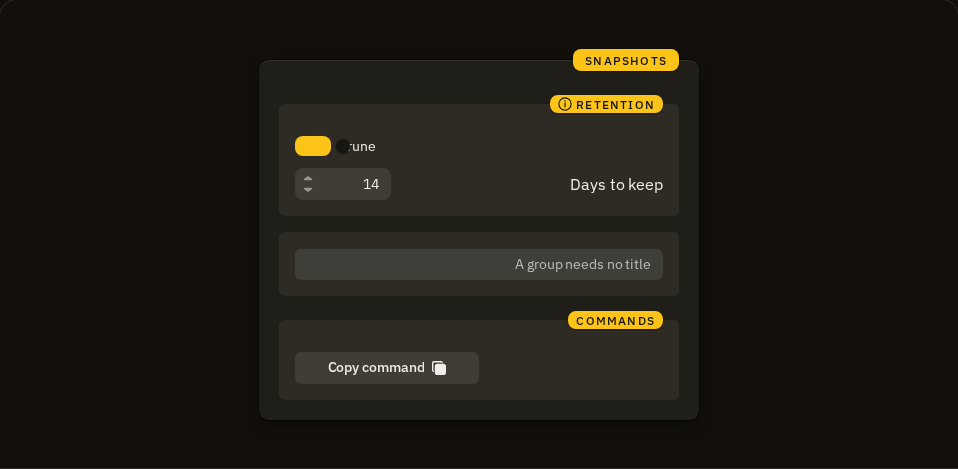 SNAPSHOTS
RETENTION
rune
14
Days to keep
A group needs no title
COMMANDS
Copy command